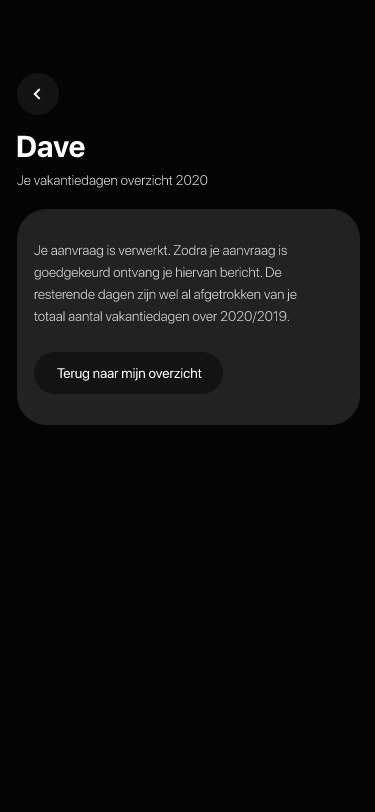 Dave
Je vakantiedagen overzicht 2020
Je aanvraag is verwerkt. Zodra je aanvraag is
goedgekeurd ontvang je hiervan bericht. De
resterende dagen zijn wel al afgetrokken van je
totaal aantal vakantiedagen over 2020/2019.
Terug naar mijn overzicht